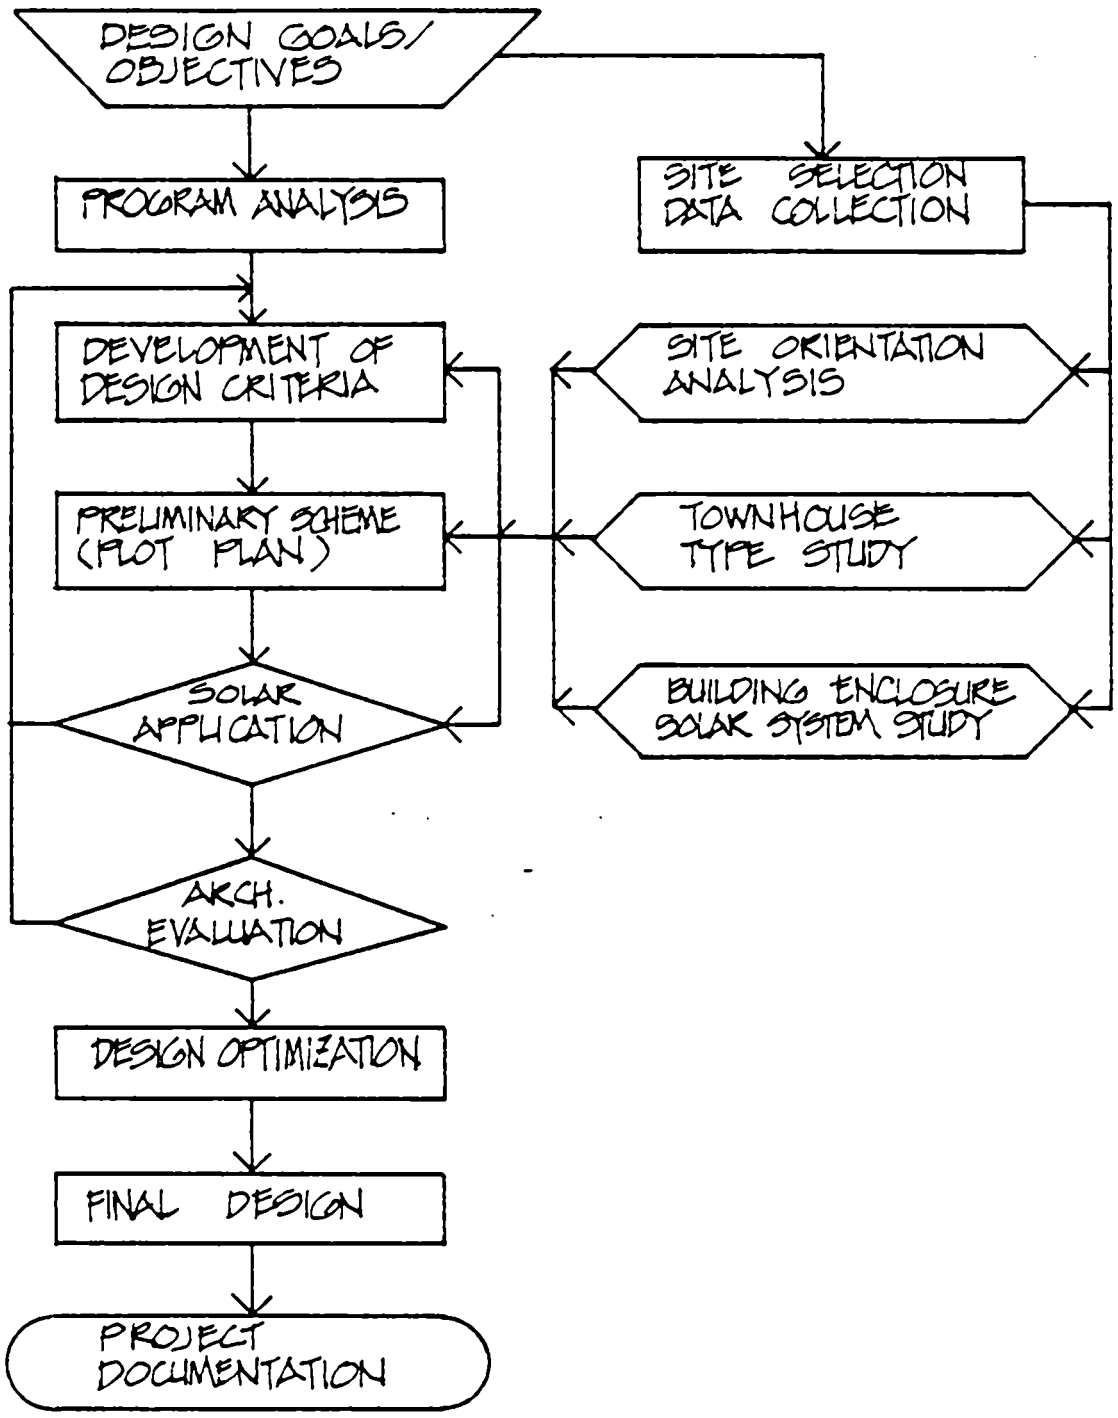 DESIGN GOALS/
OBJECTIVES
PROGRAM ANALYSIS
SITE SELECTION
DATA COLLECTION
DEVELOPMENT OF
DESIGN CRITERIA
SITE ORIENTATION
ANALYSIS
PRELIMINARY SCHEME
(PLOT PLAN)
TOWNHOUSE
TYPE STUDY
SOLAR
APPLICATION
BUILDING ENCLOSURE
SOLAR SYSTEM STUDY
ARCH.
EVALUATION
DESIGN OPTIMIZATION
FINAL DESIGN
PROJECT
DOCUMENTATION